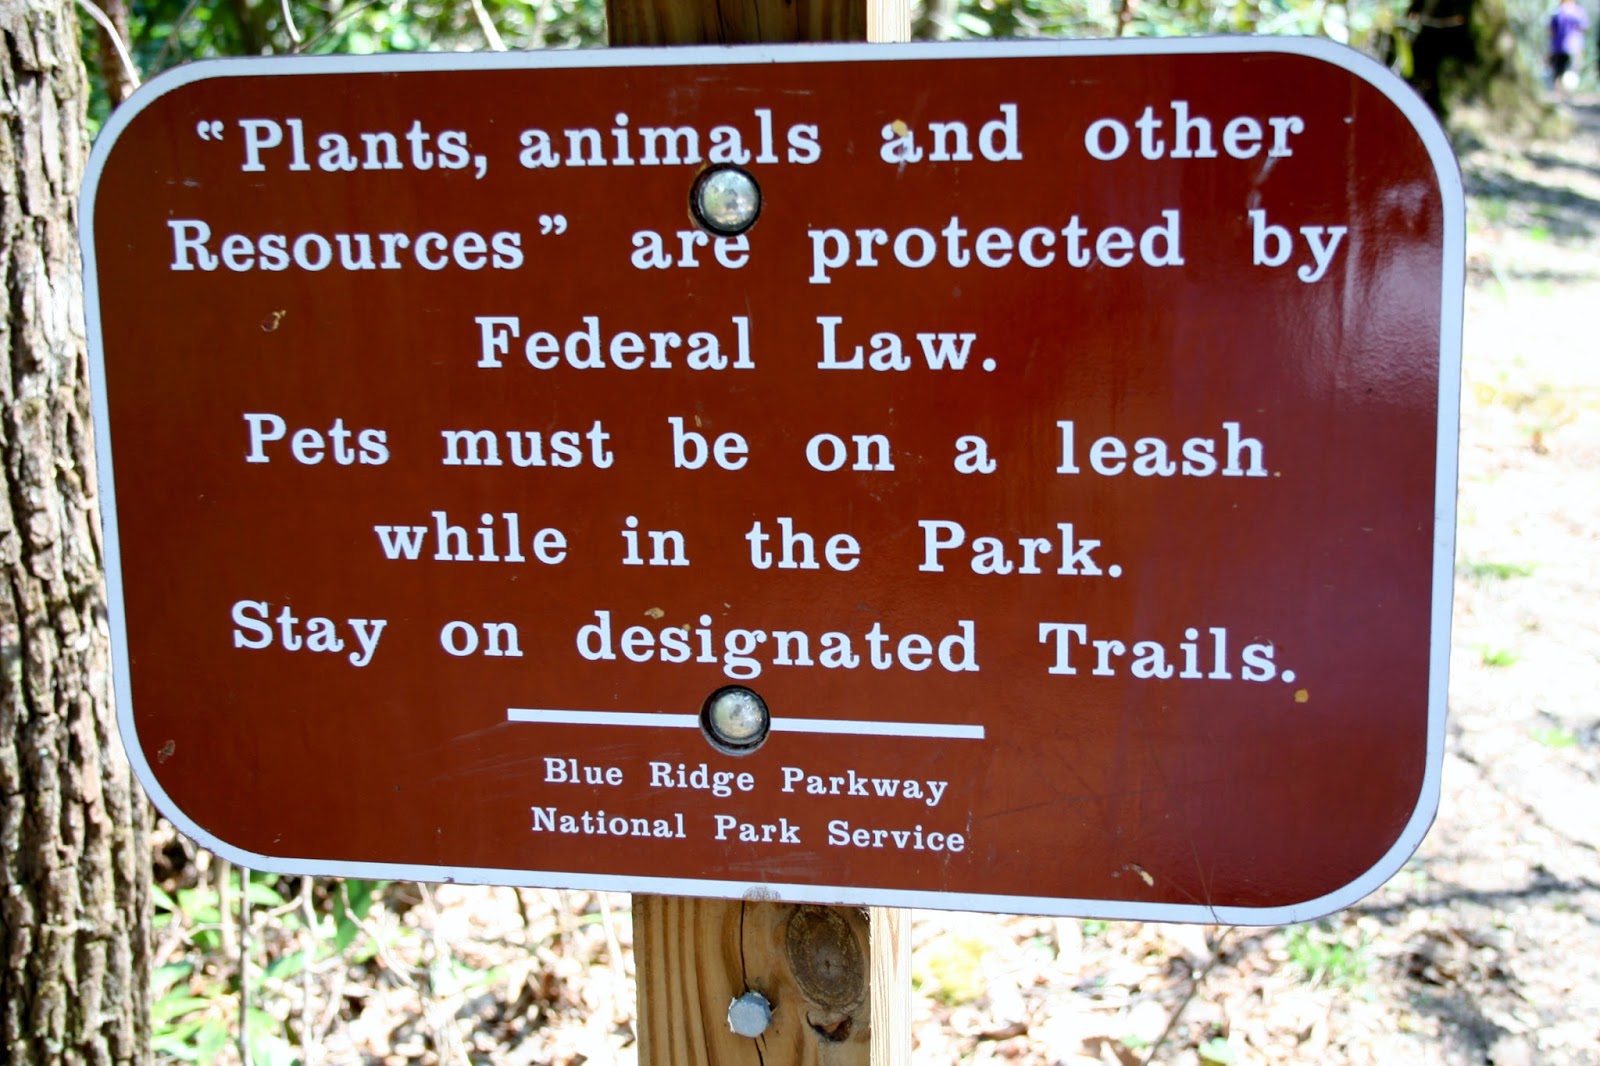 “Plants, animals and other
Resources” are protected by
Federal Law.
Pets must be on a leash
while in the Park.
Stay on designated Trails.
Blue Ridge Parkway
National Park Service